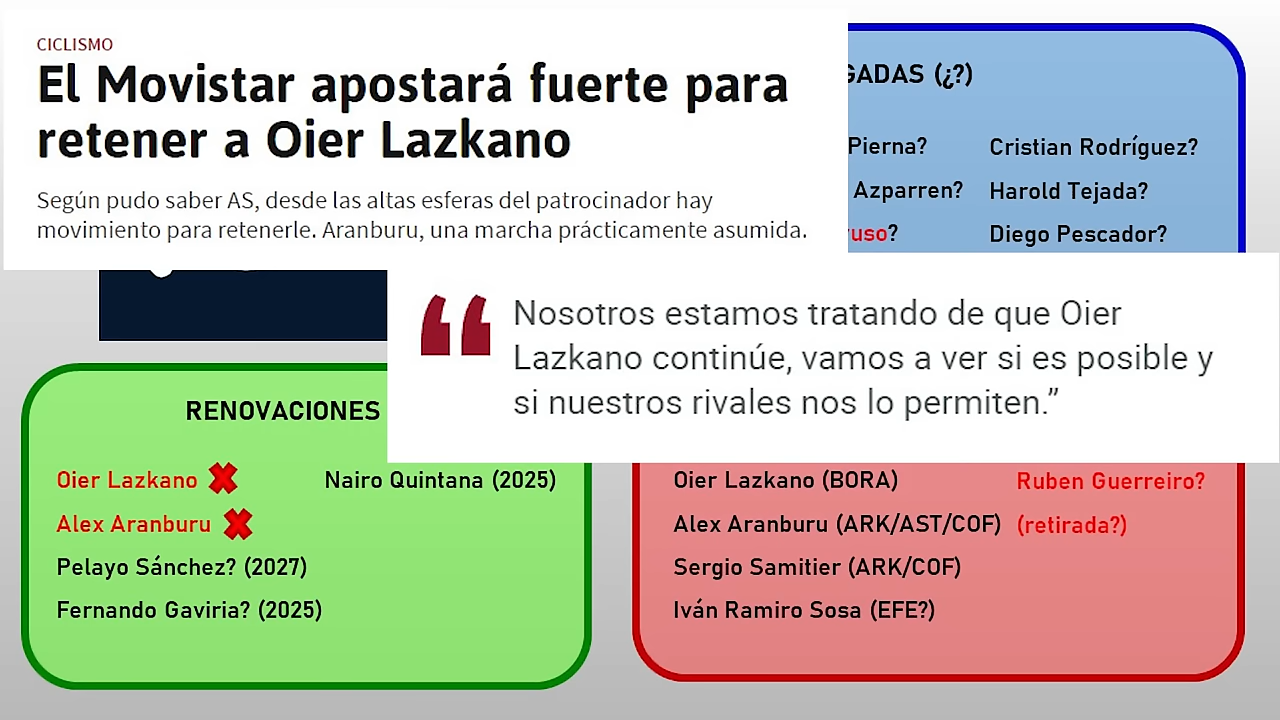 CICLISMO
El Movistar apostará fuerte para
retener a Oier Lazkano
Según pudo saber AS, desde las altas esferas del patrocinador hay
movimiento para retenerle. Aranburu, una marcha prácticamente asumida.
GADAS (¿?)
Pierna?
Azparren?
uso?
Cristian Rodríguez?
Harold Tejada?
Diego Pescador?
“Nosotros estamos tratando de que Oier
Lazkano continúe, vamos a ver si es posible y
si nuestros rivales nos lo permiten.”
RENOVACIONES
Oier Lazkano ✖
Alex Aranburu ✖
Pelayo Sánchez? (2027)
Fernando Gaviria? (2025)
Nairo Quintana (2025)
Oier Lazkano (BORA)
Alex Aranburu (ARK/AST/COF)
Sergio Samitier (ARK/COF)
Iván Ramiro Sosa (EFE?)
Ruben Guerreiro?
(retirada?)